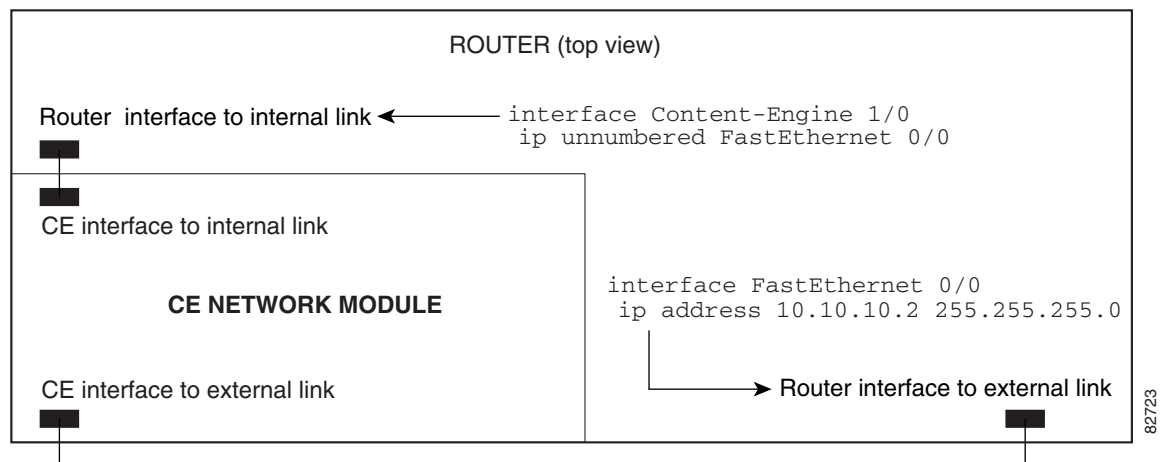 ROUTER (top view)
Router interface to internal link
interface Content-Engine 1/0
ip unnumbered FastEthernet 0/0
CE interface to internal link
CE NETWORK MODULE
interface FastEthernet 0/0
ip address 10.10.10.2 255.255.255.0
CE interface to external link
Router interface to external link
82723